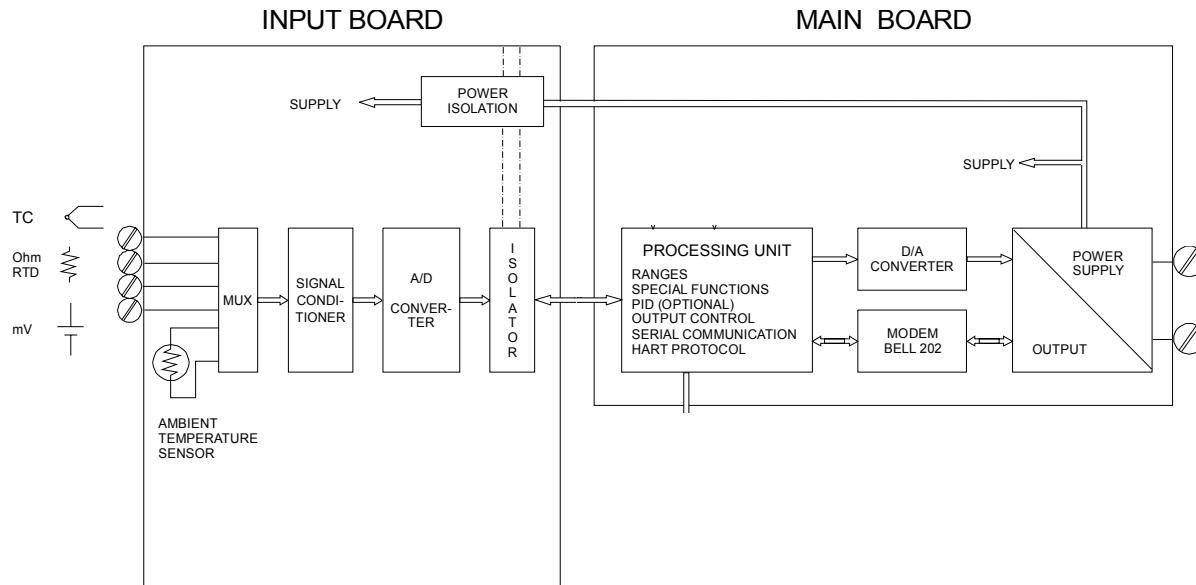 INPUT BOARD
MAIN BOARD
POWER
ISOLATION
SUPPLY
SUPPLY
TC
Ohm
RTD
mV
MUX
SIGNAL
CONDI-
TIONER
A/D
CONVER-
TER
ISOLATOR
PROCESSING UNIT
RANGES
SPECIAL FUNCTIONS
PID (OPTIONAL)
OUTPUT CONTROL
SERIAL COMMUNICATION
HART PROTOCOL
D/A
CONVERTER
MODEM
BELL 202
POWER
SUPPLY
OUTPUT
AMBIENT
TEMPERATURE
SENSOR